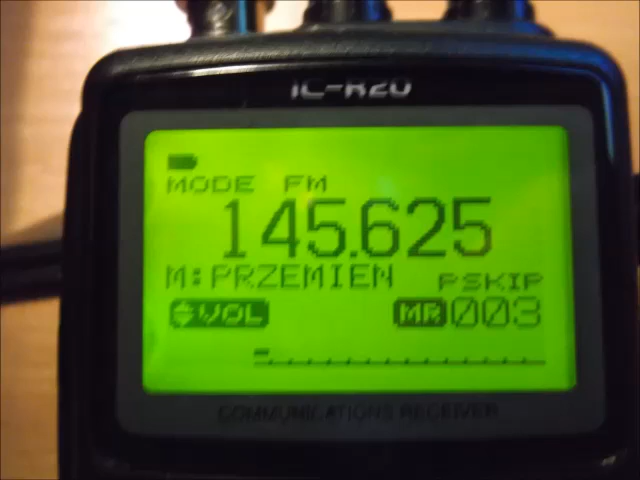 IC-R20
MODE FM
145.625
M:PRZEMIEN PSKIP
VOL MR 003
COMMUNICATIONS RECEIVER